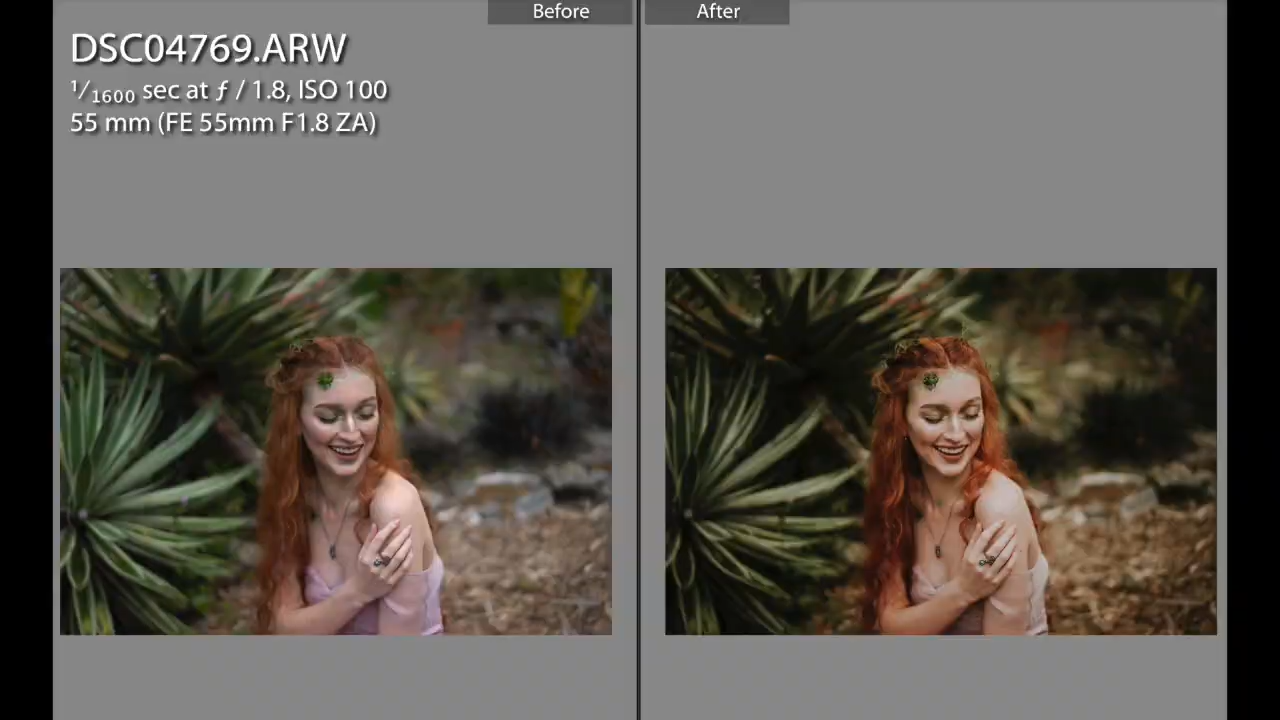 Before
After
DSC04769.ARW
1/1600 sec at ƒ / 1.8, ISO 100
55 mm (FE 55mm F1.8 ZA)